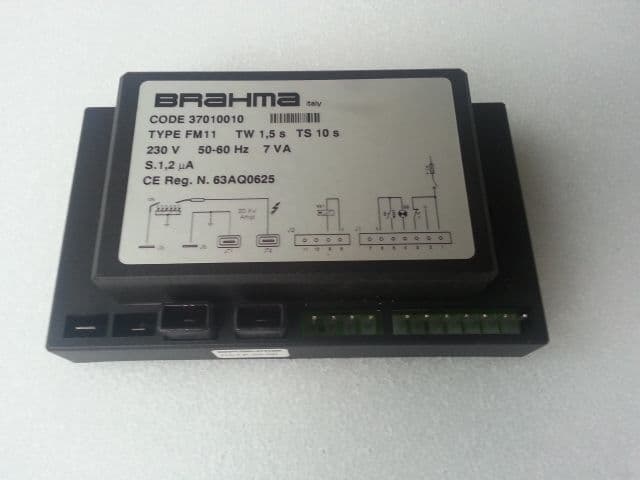 BRAHMA italy
CODE 37010010
TYPE FM11 TW 1,5 s TS 10 s
230 V 50-60 Hz 7 VA
S.1,2 µA
CE Reg. N. 63AQ0625